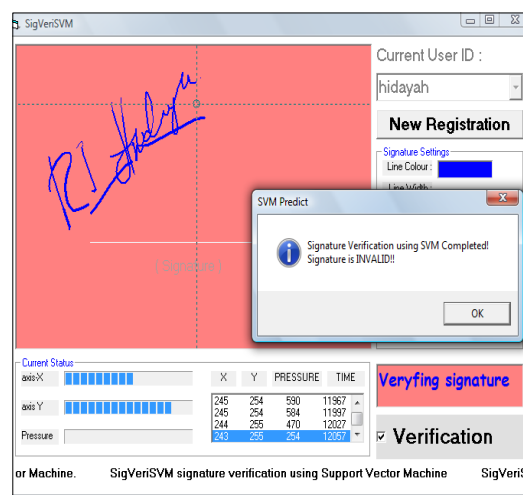 SigVeriSVM
Current User ID :
hidayah
New Registration
Signature Settings
Line Colour :
Line Width :
SVM Predict
Signature Verification using SVM Completed!
Signature is INVALID!!
OK
( Signature )
Current Status
axis-X
axis Y
Pressure
X Y PRESSURE TIME
245 254 590 11967
245 254 584 11997
244 255 470 12027
243 255 254 12057
Veryfing signature
Verification
or Machine. SigVeriSVM signature verification using Support Vector Machine SigVeriS